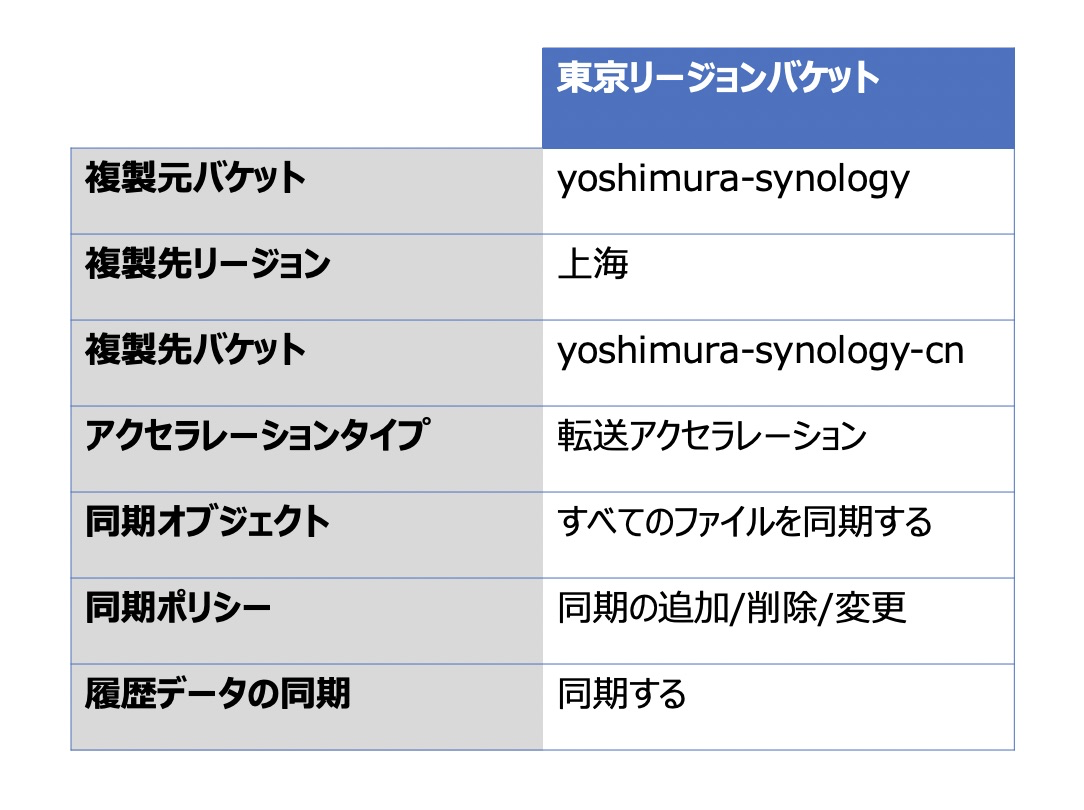 東京リージョンバケット
複製元バケット yoshimura-synology
複製先リージョン 上海
複製先バケット yoshimura-synology-cn
アクセラレーションタイプ 転送アクセラレーション
同期オブジェクト すべてのファイルを同期する
同期ポリシー 同期の追加/削除/変更
履歴データの同期 同期する